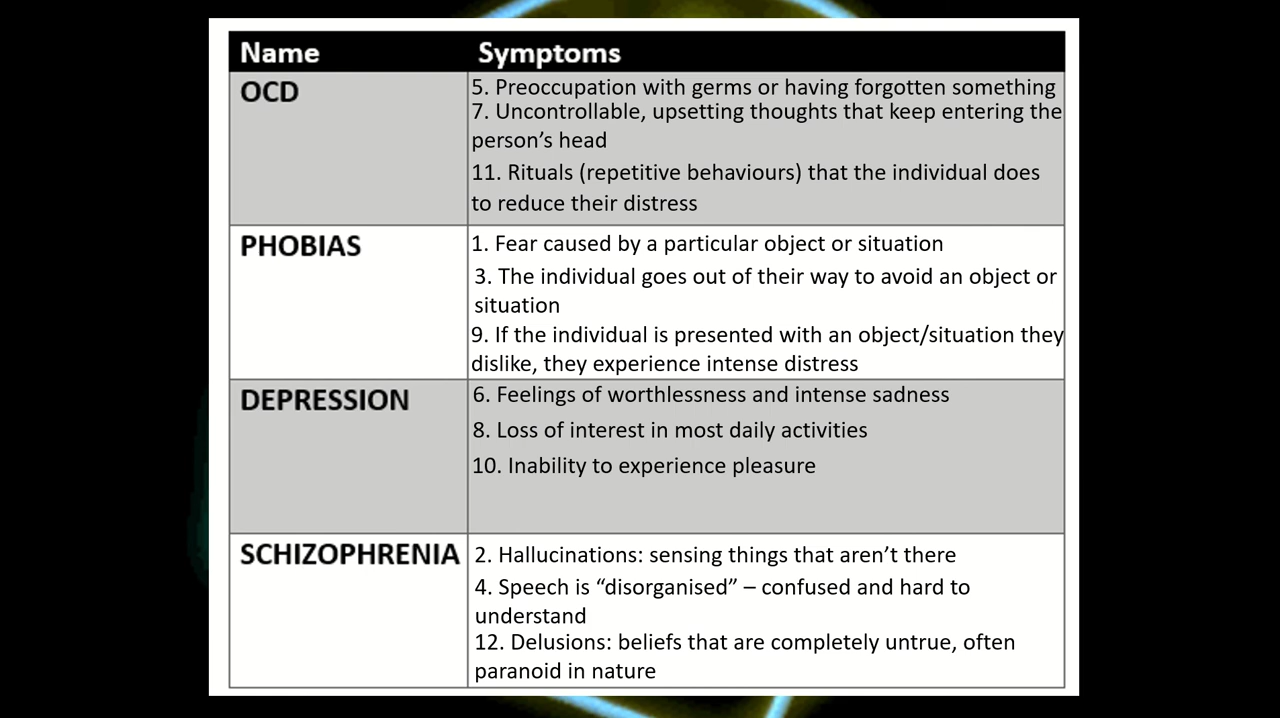 Name Symptoms
OCD
5. Preoccupation with germs or having forgotten something
7. Uncontrollable, upsetting thoughts that keep entering the
person’s head
11. Rituals (repetitive behaviours) that the individual does
to reduce their distress
PHOBIAS
1. Fear caused by a particular object or situation
3. The individual goes out of their way to avoid an object or
situation
9. If the individual is presented with an object/situation they
dislike, they experience intense distress
DEPRESSION
6. Feelings of worthlessness and intense sadness
8. Loss of interest in most daily activities
10. Inability to experience pleasure
SCHIZOPHRENIA
2. Hallucinations: sensing things that aren’t there
4. Speech is “disorganised” – confused and hard to
understand
12. Delusions: beliefs that are completely untrue, often
paranoid in nature